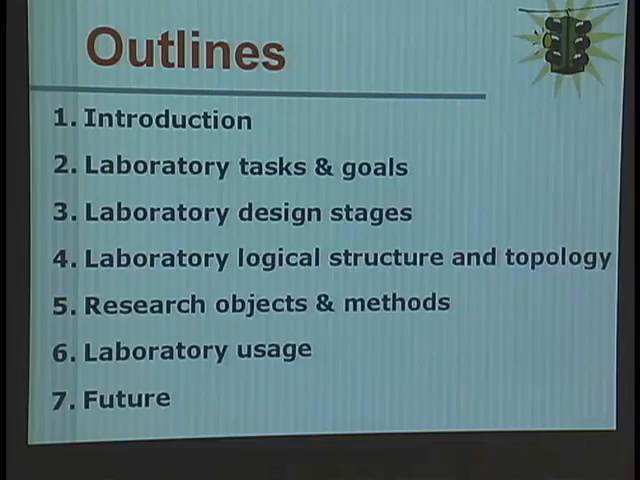 Outlines
1. Introduction
2. Laboratory tasks & goals
3. Laboratory design stages
4. Laboratory logical structure and topology
5. Research objects & methods
6. Laboratory usage
7. Future